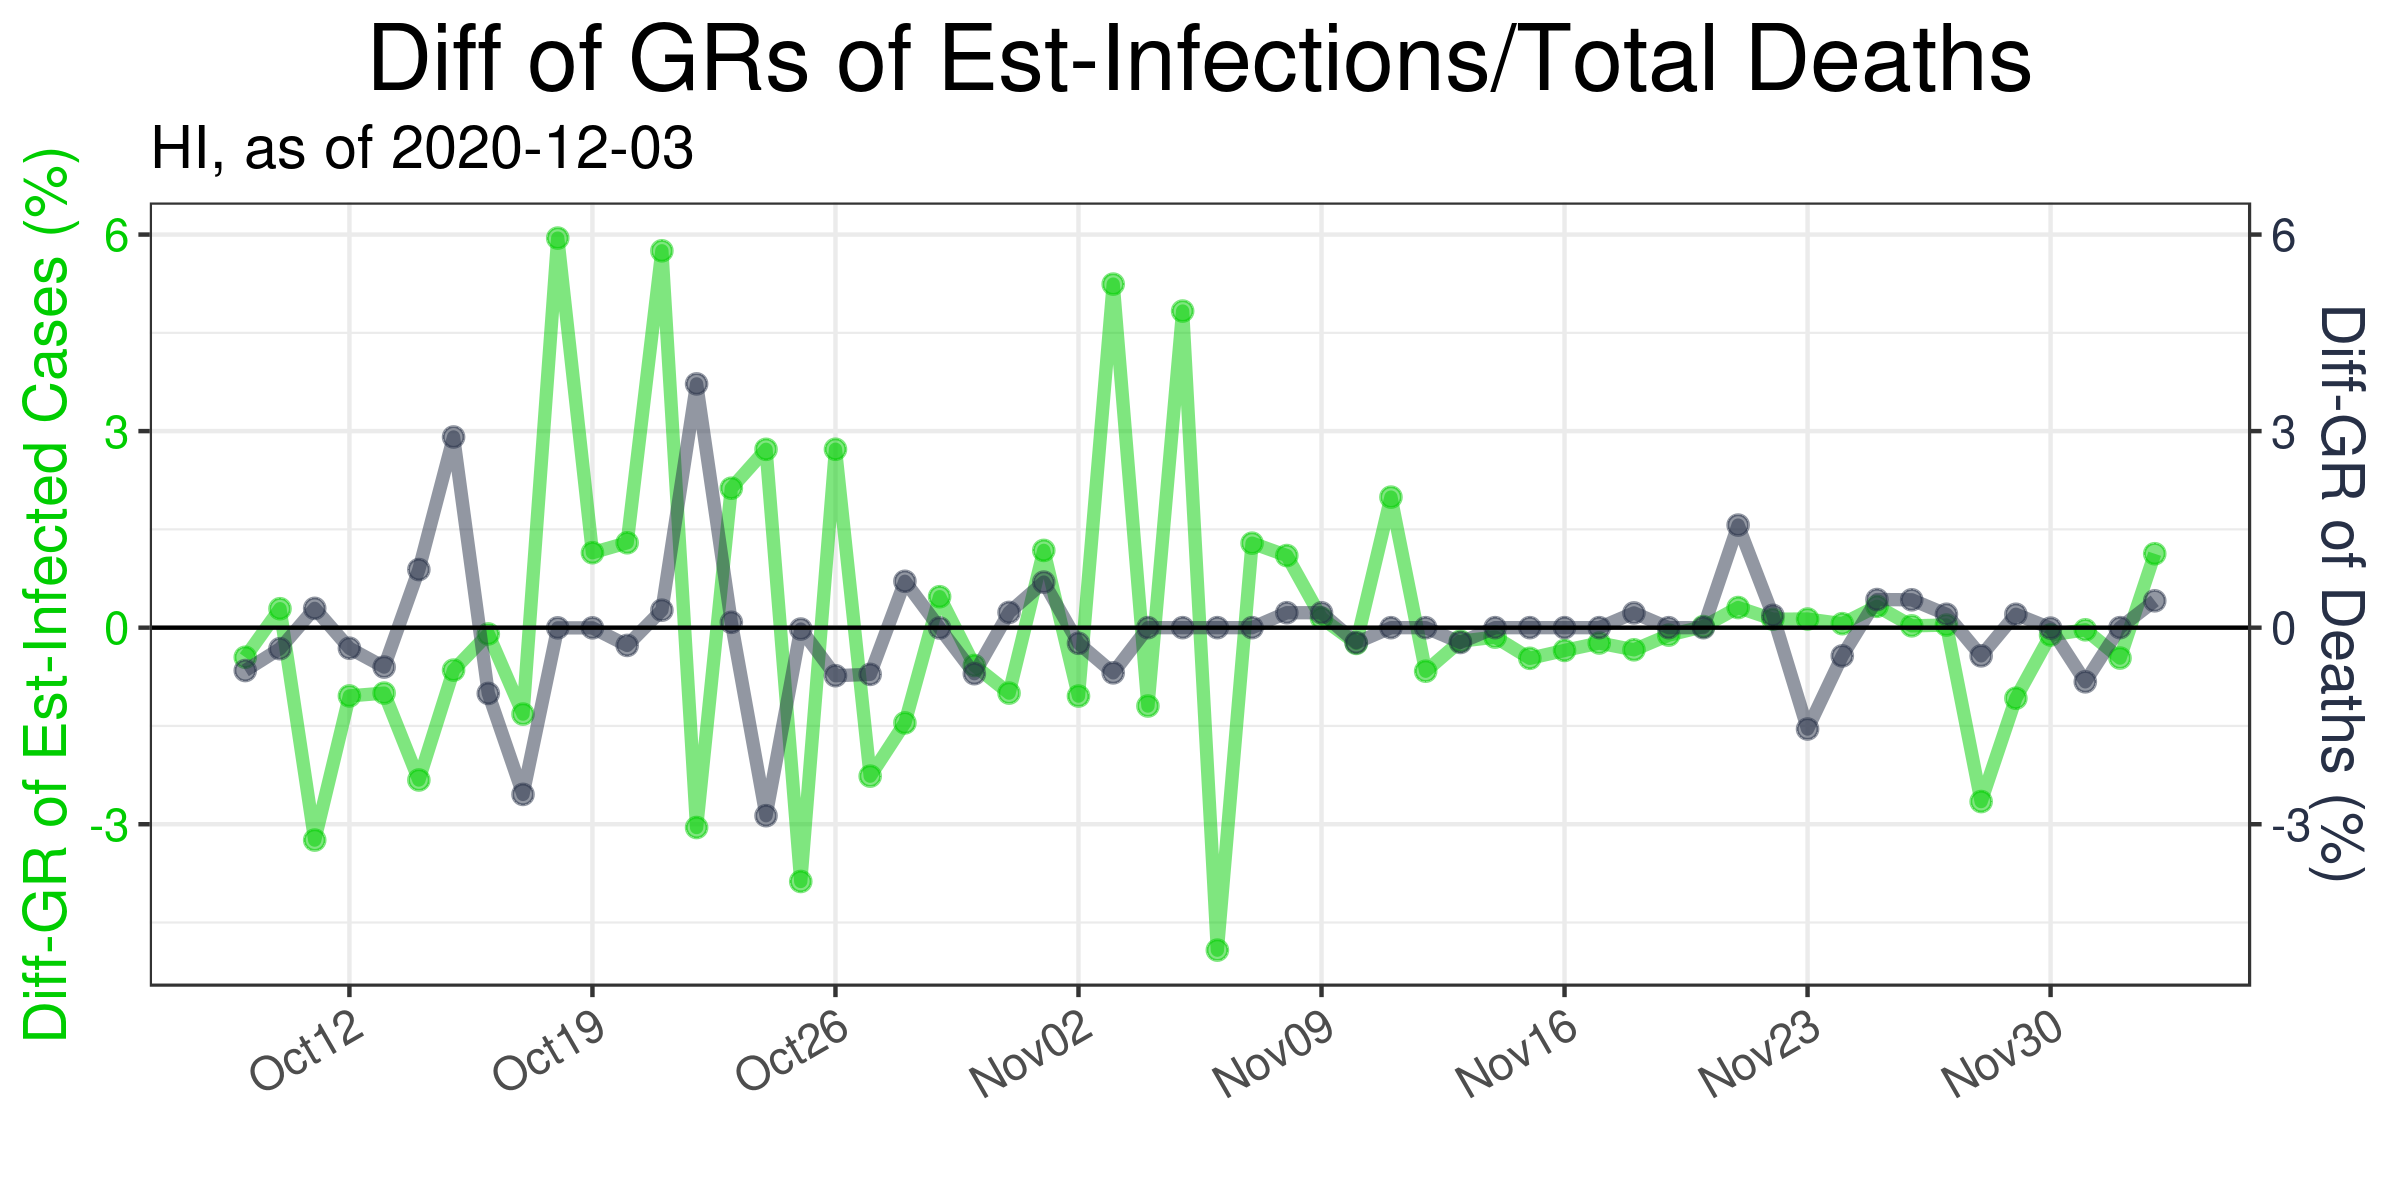 Diff of GRs of Est-Infections/Total Deaths
HI, as of 2020-12-03
Diff-GR of Est-Infected Cases (%)
6
3
0
-3
6
3
0
-3
Diff-GR of Deaths (%)
Oct12
Oct19
Oct26
Nov02
Nov09
Nov16
Nov23
Nov30